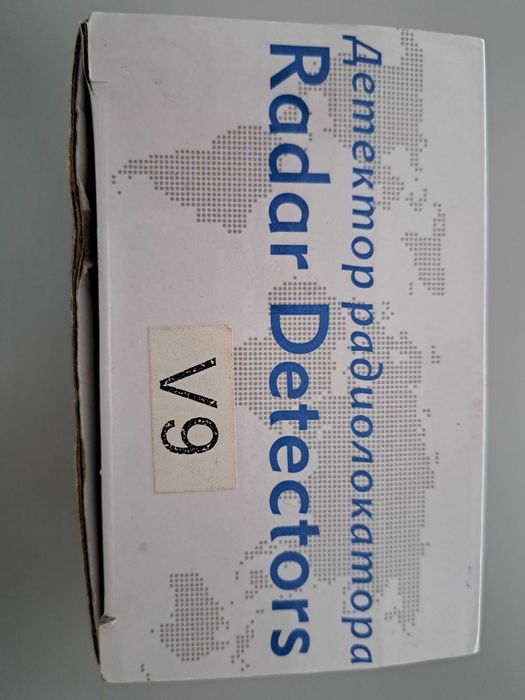 Детектор радиолокатора
Radar Detectors
V9